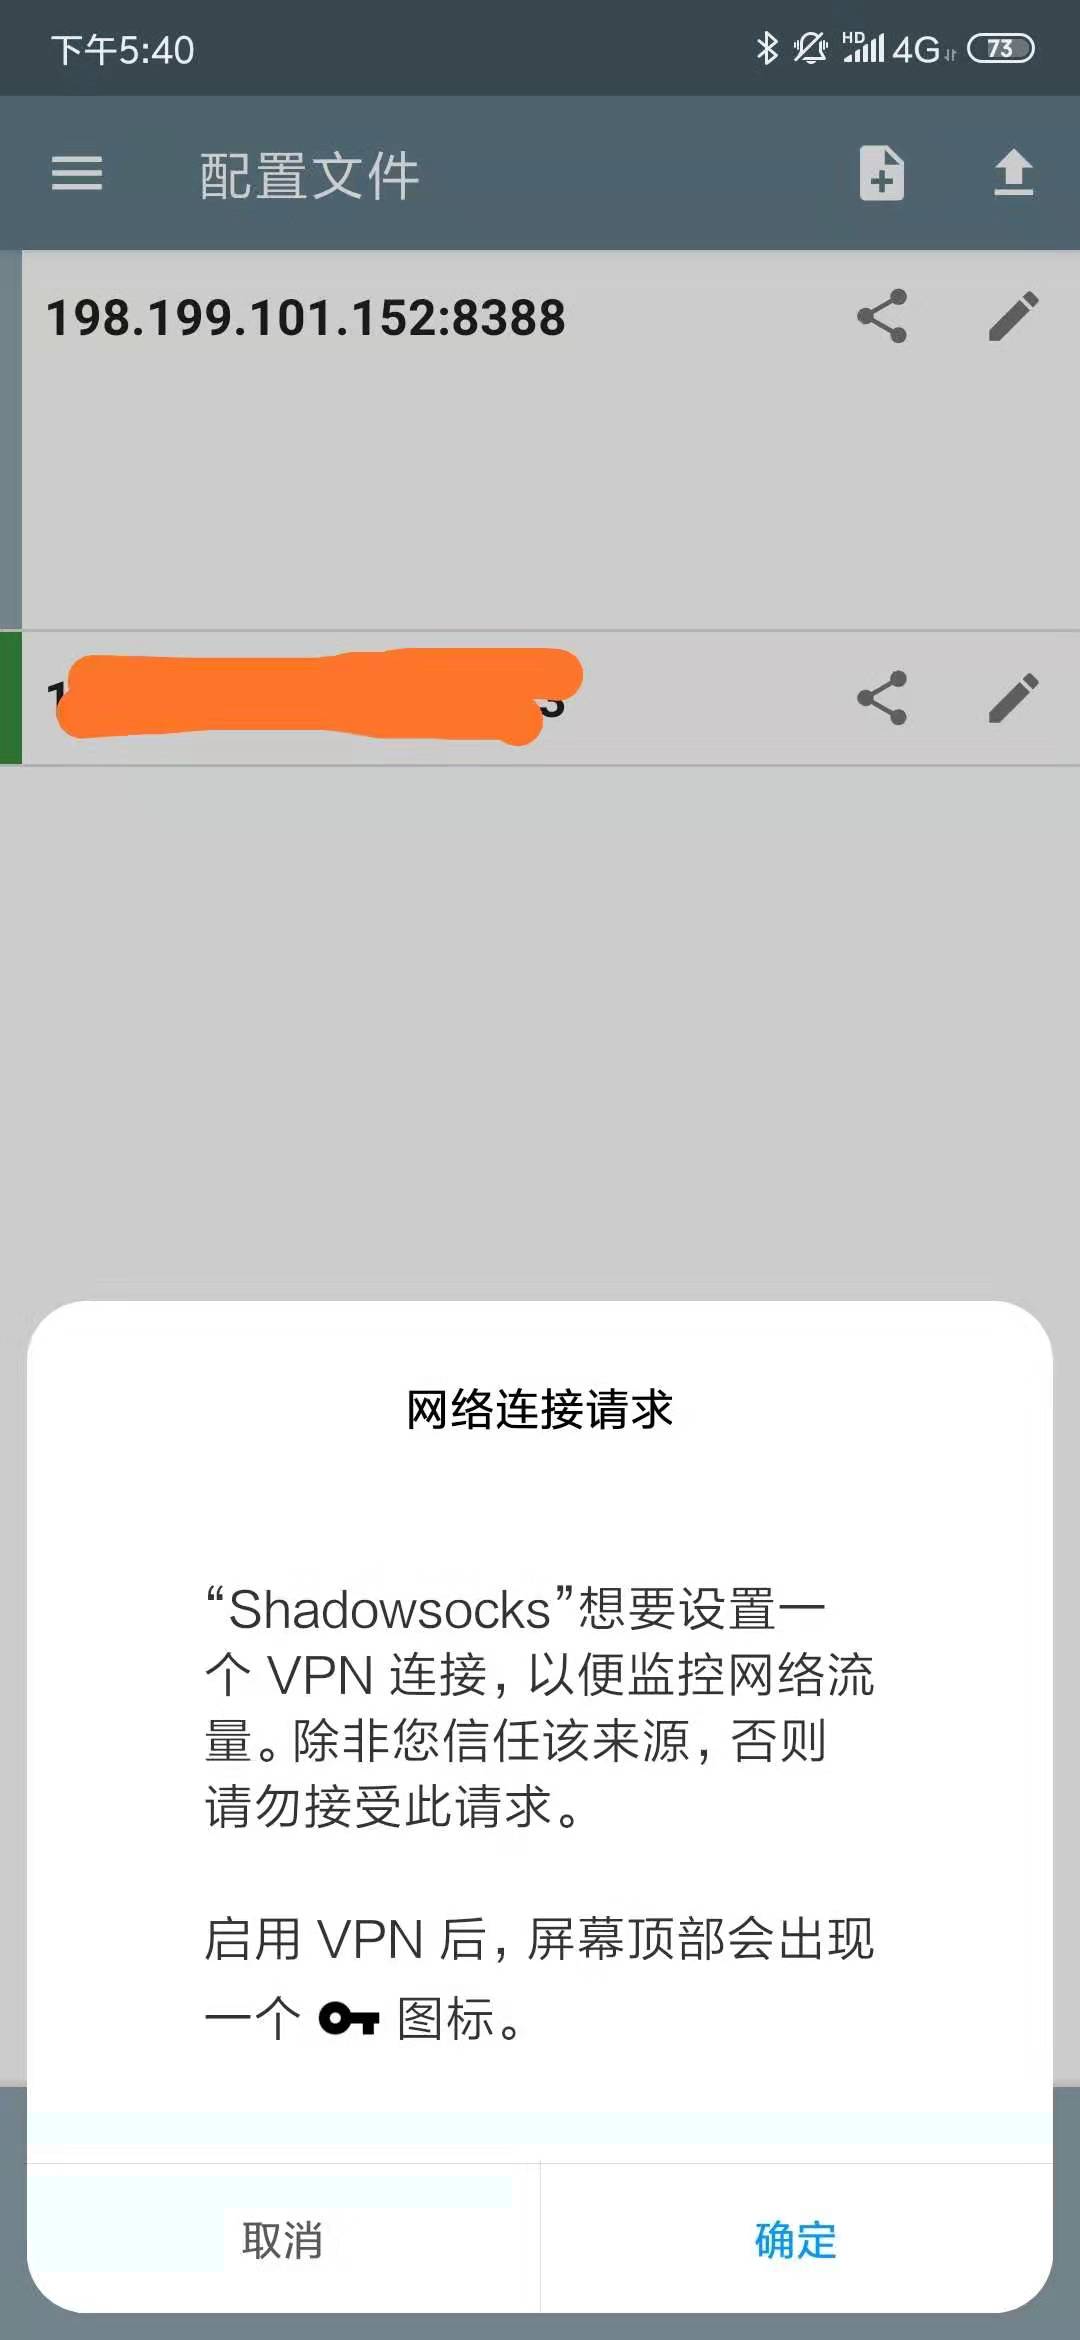 下午5:40
HD 4G 73
配置文件
198.199.101.152:8388
网络连接请求
“Shadowsocks”想要设置一
个 VPN 连接，以便监控网络流
量。除非您信任该来源，否则
请勿接受此请求。
启用 VPN 后，屏幕顶部会出现
一个 图标。
取消
确定